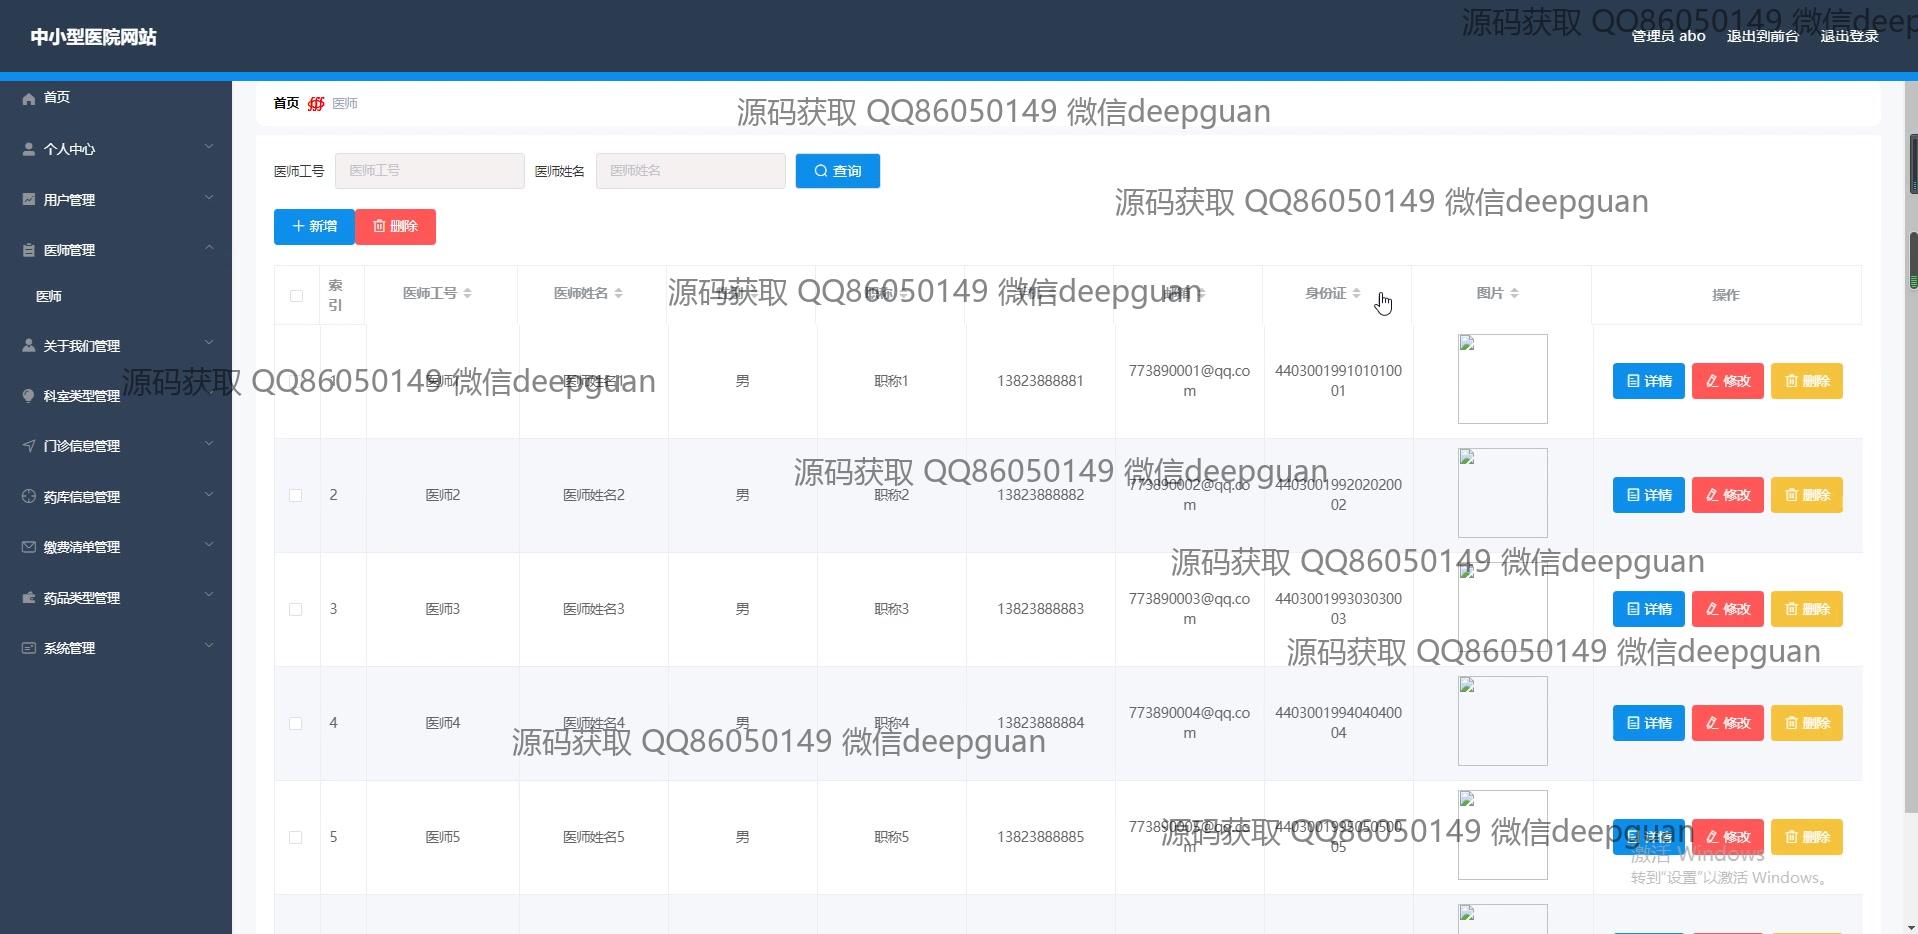 源码获取 QQ86050149 微信deep
中小型医院网站
管理员 abo 退出到前台 退出登录
首页
首页 医师
源码获取 QQ86050149 微信deepguan
个人中心
医师工号 医师工号 医师姓名 医师姓名 查询
用户管理
源码获取 QQ86050149 微信deepguan
新增 删除
医师管理
医师
索引 医师工号 医师姓名 性别 职称 邮箱 身份证 图片 操作
源码获取 QQ86050149 微信deepguan
关于我们管理
源码获取 QQ86050149 微信deepguan
1 医师1 医师姓名1 男 职称1 13823888881 773890001@qq.com 440300199101010001 详情 修改 删除
科室类型管理
门诊信息管理
源码获取 QQ86050149 微信deepguan
2 医师2 医师姓名2 男 职称2 13823888882 773890002@qq.com 440300199202020002 详情 修改 删除
药库信息管理
缴费清单管理
源码获取 QQ86050149 微信deepguan
3 医师3 医师姓名3 男 职称3 13823888883 773890003@qq.com 440300199303030003 详情 修改 删除
药品类型管理
系统管理
源码获取 QQ86050149 微信deepguan
4 医师4 医师姓名4 男 职称4 13823888884 773890004@qq.com 440300199404040004 详情 修改 删除
源码获取 QQ86050149 微信deepguan
5 医师5 医师姓名5 男 职称5 13823888885 773890005@qq.com 440300199505050005 详情 修改 删除
源码获取 QQ86050149 微信deepguan
激活 Windows
转到"设置"以激活 Windows。